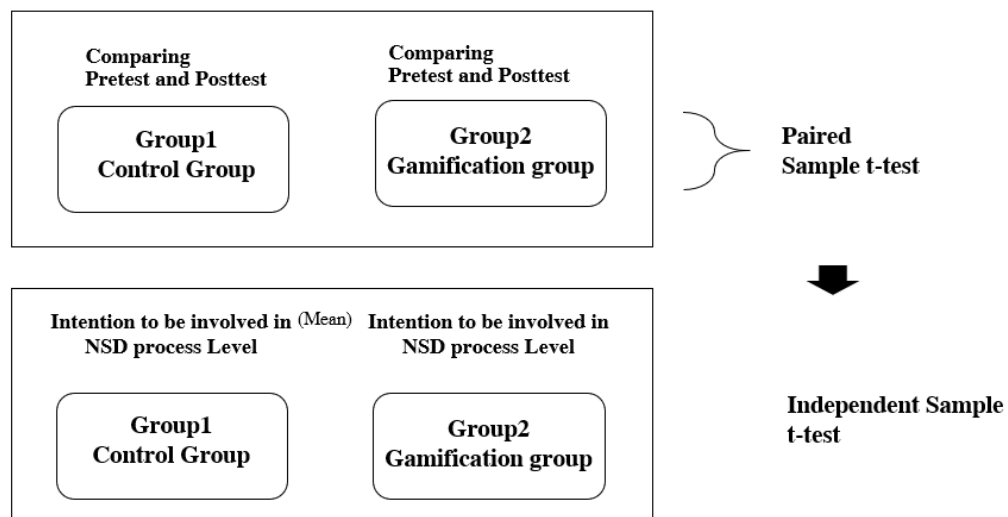 Comparing
Pretest and Posttest
Group1
Control Group
Comparing
Pretest and Posttest
Group2
Gamification group
Paired
Sample t-test
Intention to be involved in (Mean)
NSD process Level
Group1
Control Group
Intention to be involved in
NSD process Level
Group2
Gamification group
Independent Sample
t-test